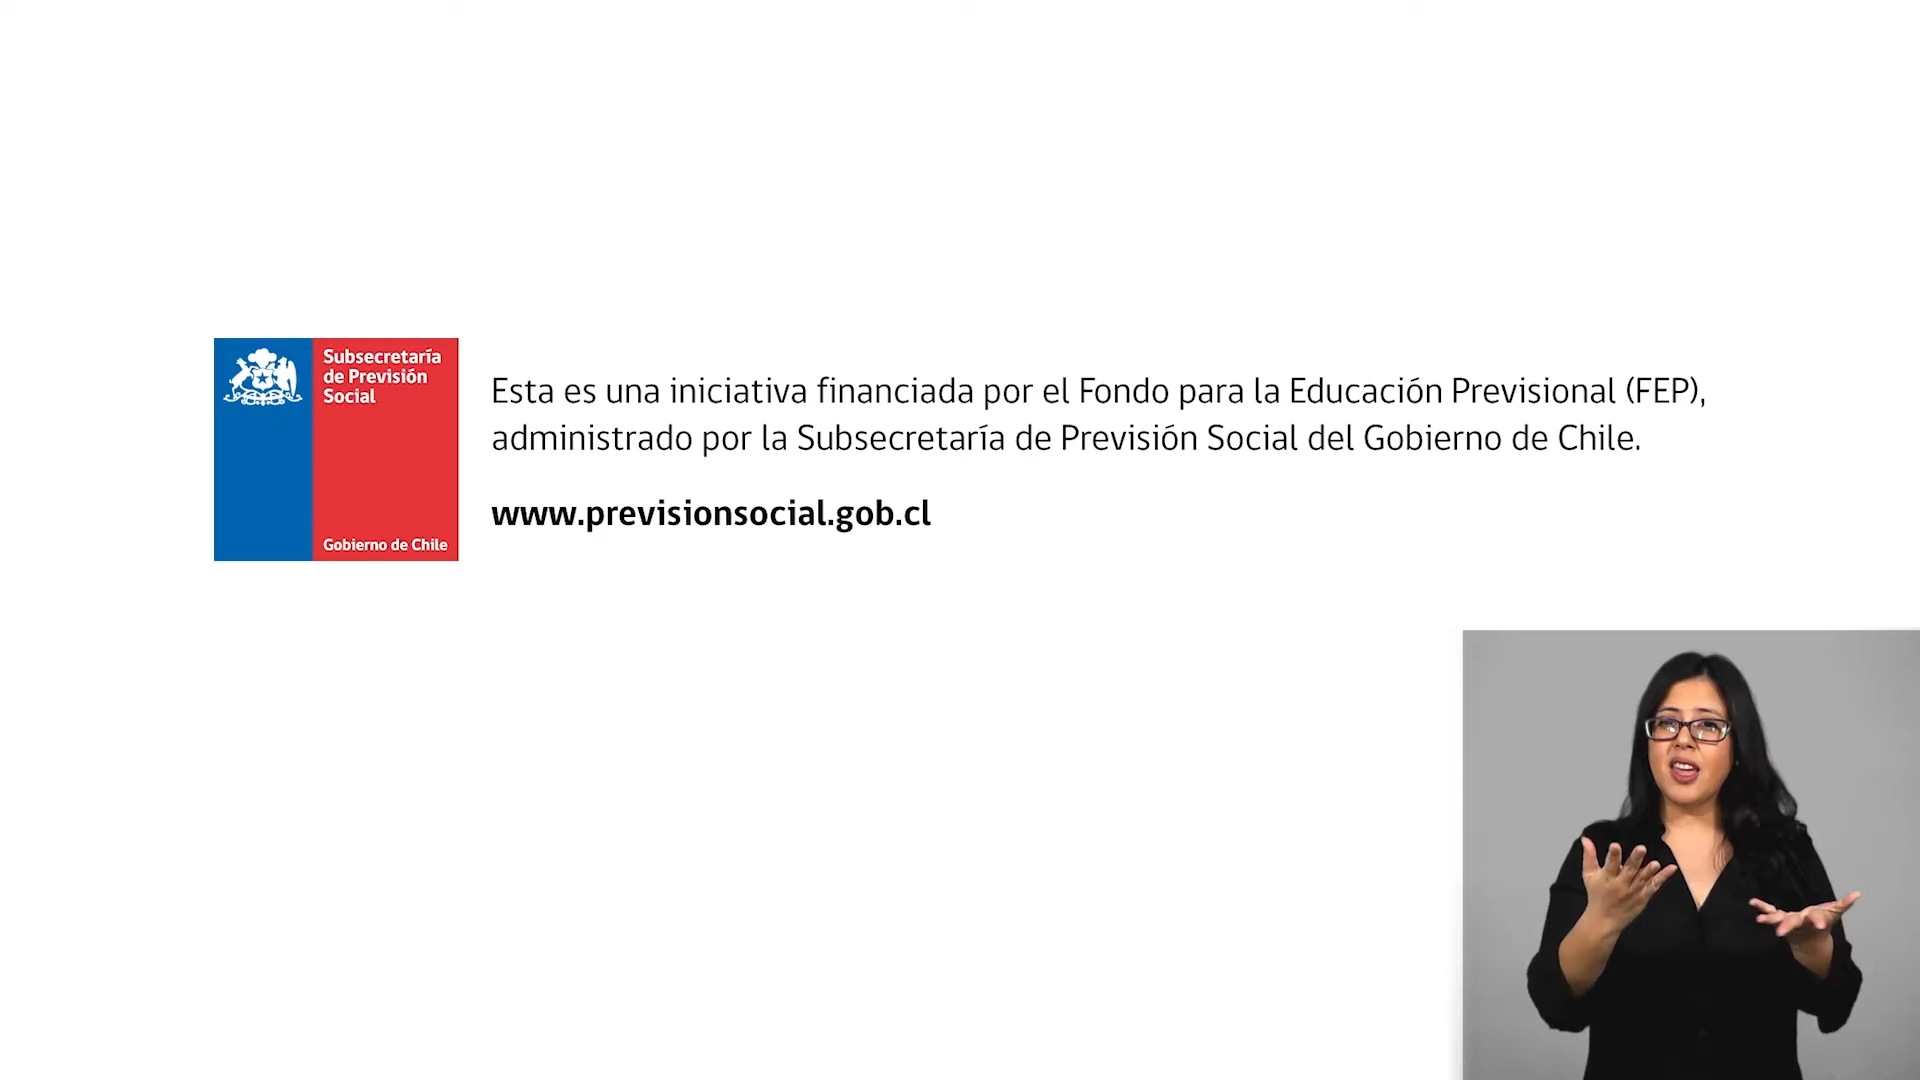 Subsecretaría
de Previsión
Social
Gobierno de Chile
Esta es una iniciativa financiada por el Fondo para la Educación Previsional (FEP),
administrado por la Subsecretaría de Previsión Social del Gobierno de Chile.
www.previsionsocial.gob.cl